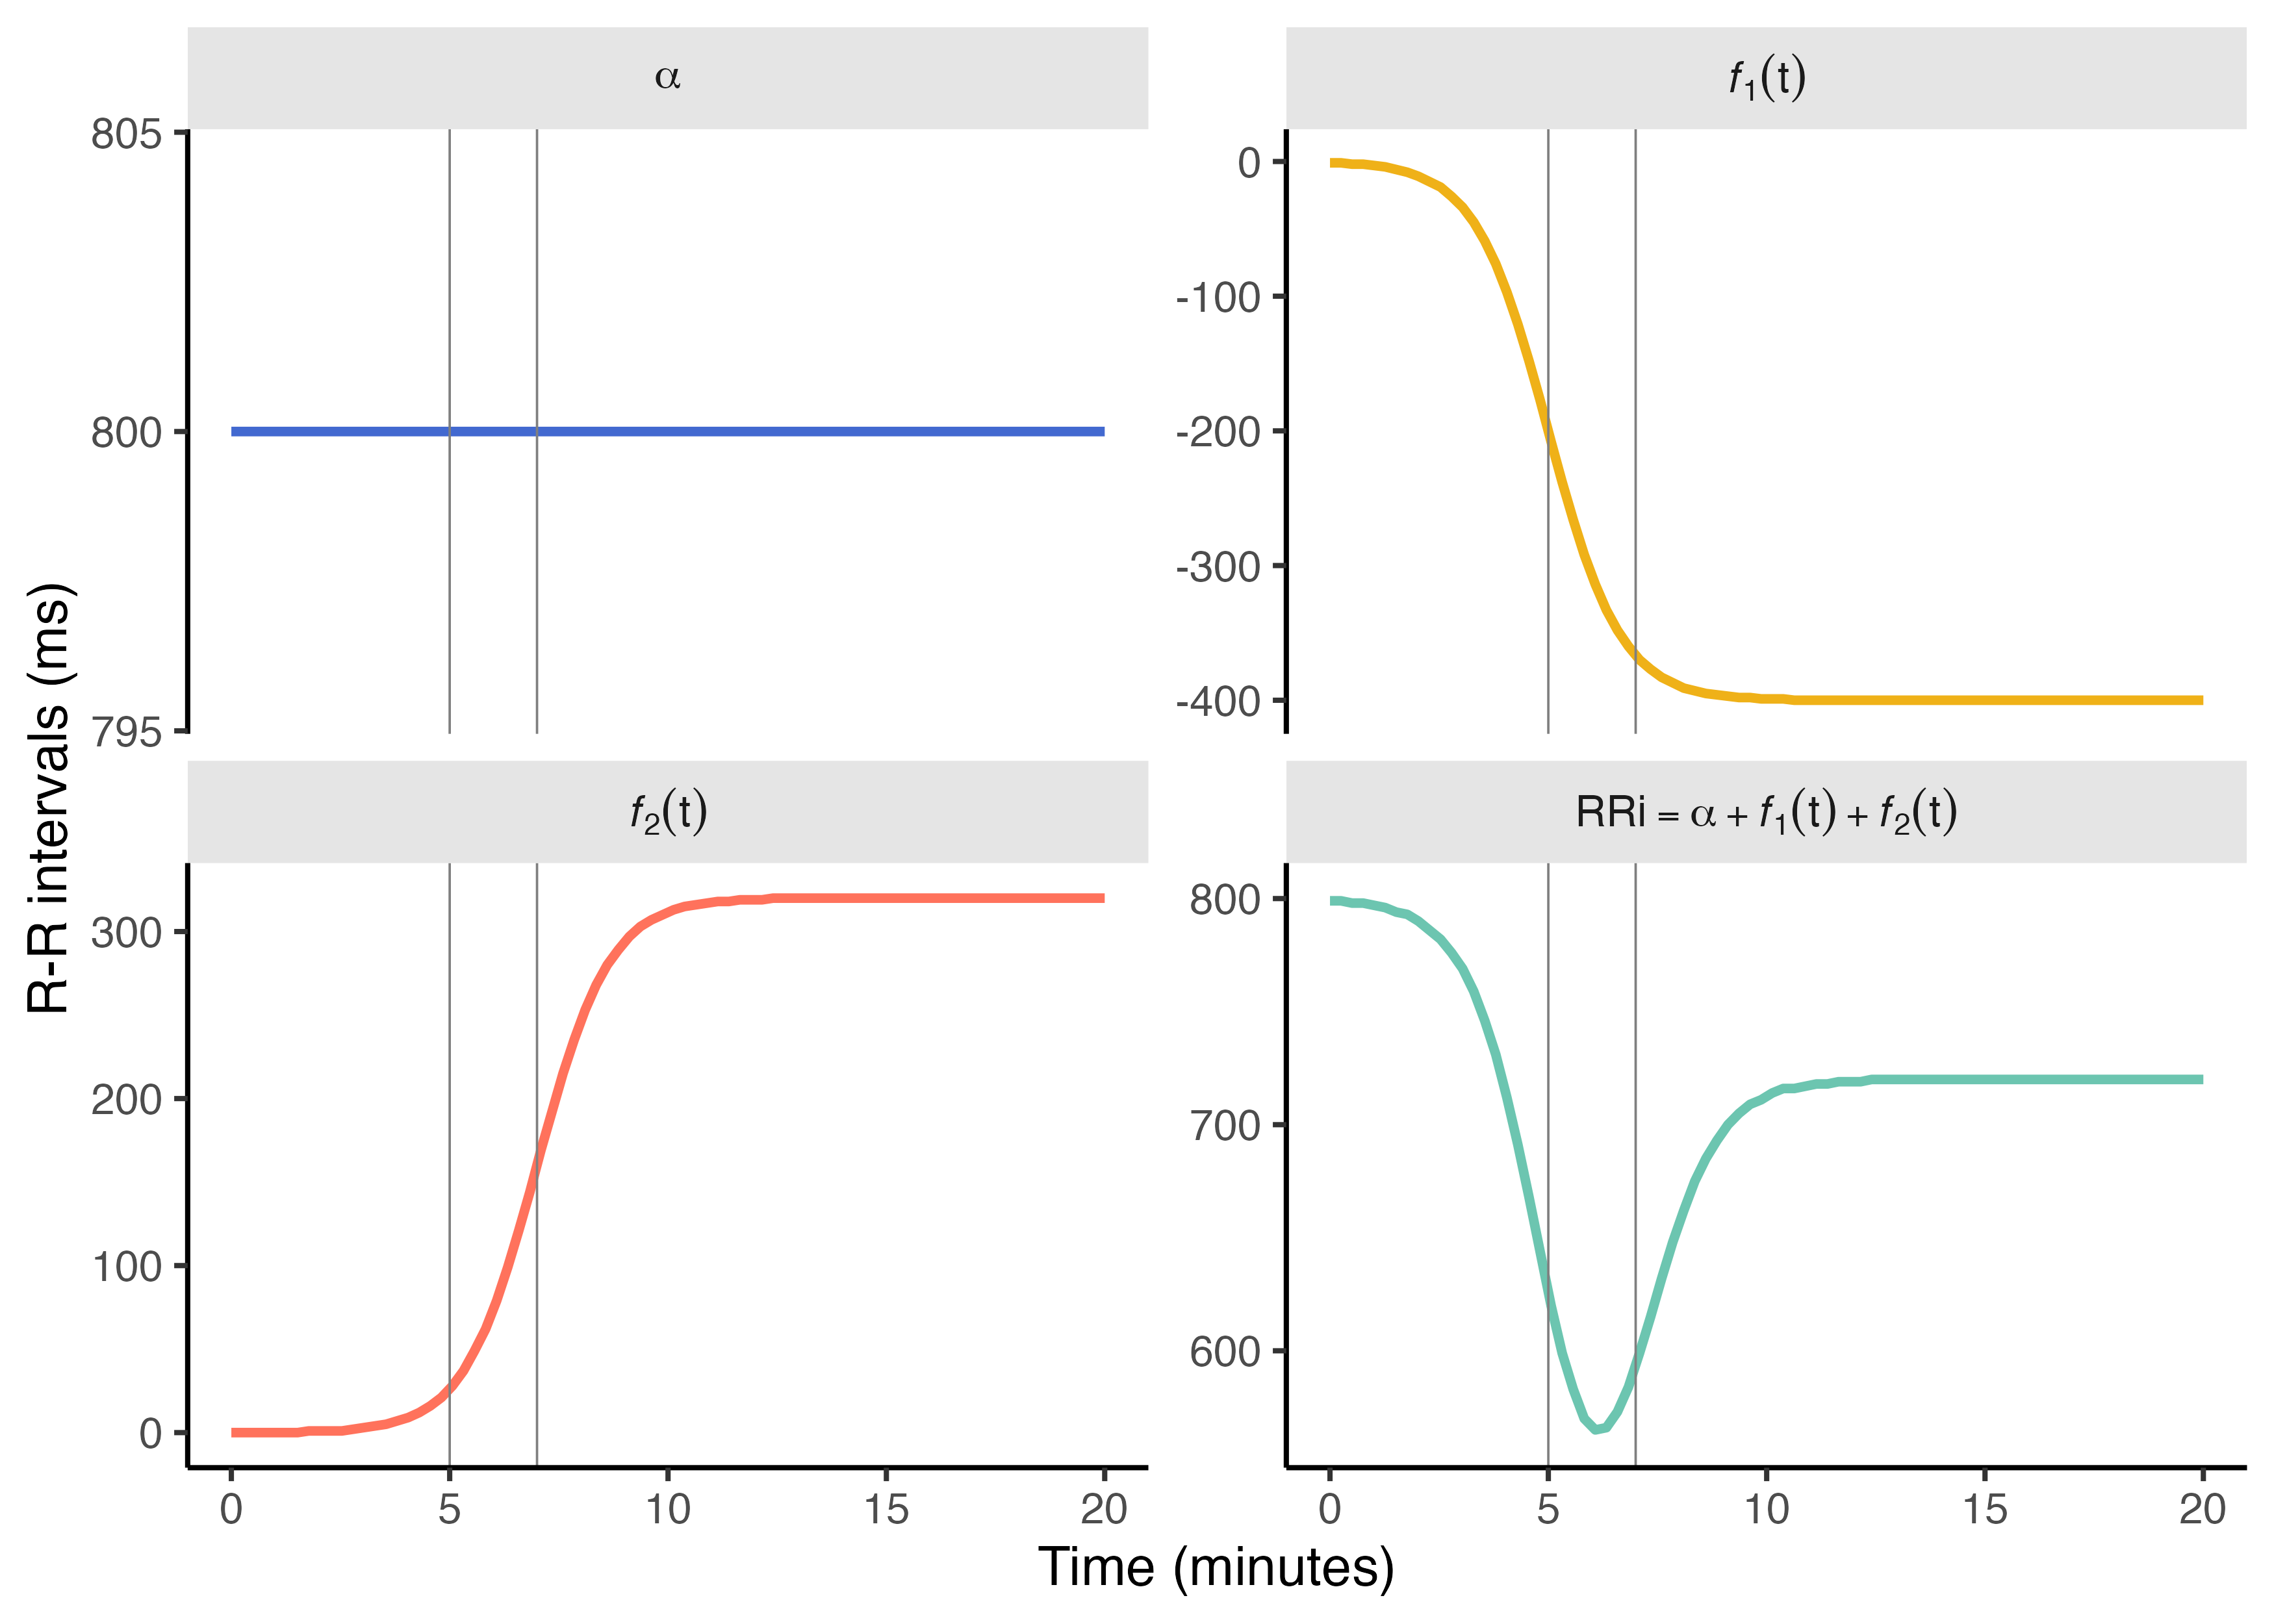 α
f₁(t)
805
800
795
0
-100
-200
-300
-400
f₂(t)
RRi = α + f₁(t) + f₂(t)
300
200
100
0
800
700
600
0 5 10 15 20
0 5 10 15 20
Time (minutes)
R-R intervals (ms)